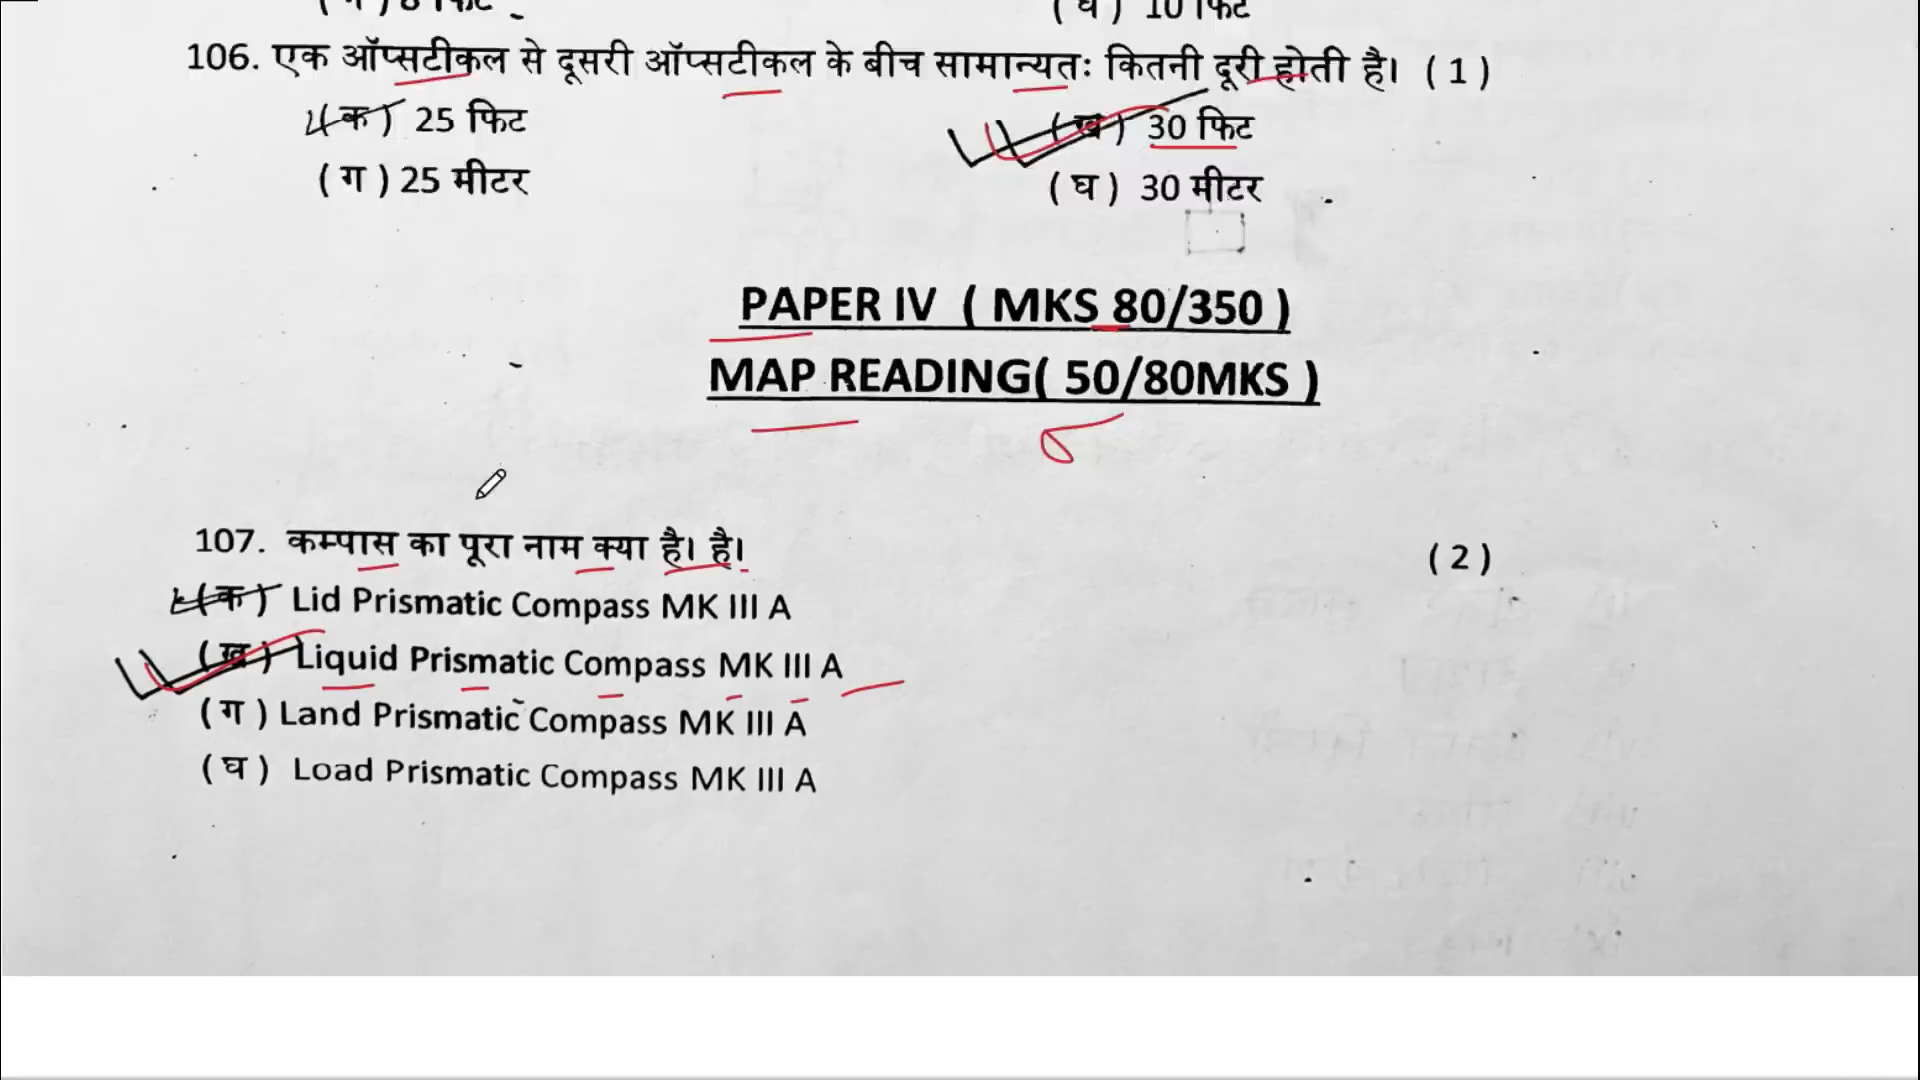 (ग) 8 फिट (घ) 10 फिट
106. एक ऑप्सटीकल से दूसरी ऑप्सटीकल के बीच सामान्यतः कितनी दूरी होती है। ( 1 )
(क) 25 फिट (ख) 30 फिट
( ग ) 25 मीटर ( घ ) 30 मीटर
PAPER IV ( MKS 80/350 )
MAP READING( 50/80MKS )
107. कम्पास का पूरा नाम क्या है। है। ( 2 )
(क) Lid Prismatic Compass MK III A
(ख) Liquid Prismatic Compass MK III A
( ग ) Land Prismatic Compass MK III A
( घ ) Load Prismatic Compass MK III A